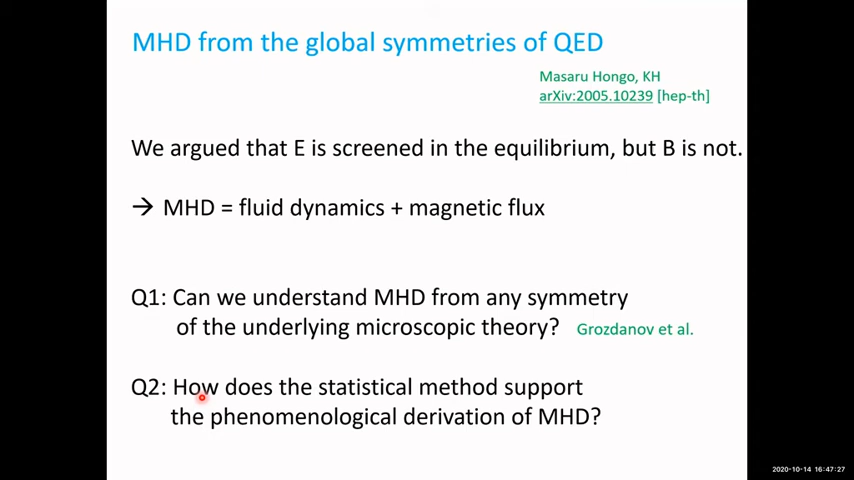 MHD from the global symmetries of QED
Masaru Hongo, KH
arXiv:2005.10239 [hep-th]
We argued that E is screened in the equilibrium, but B is not.
→ MHD = fluid dynamics + magnetic flux
Q1: Can we understand MHD from any symmetry
of the underlying microscopic theory? Grozdanov et al.
Q2: How does the statistical method support
the phenomenological derivation of MHD?
2020-10-14 16:47:27